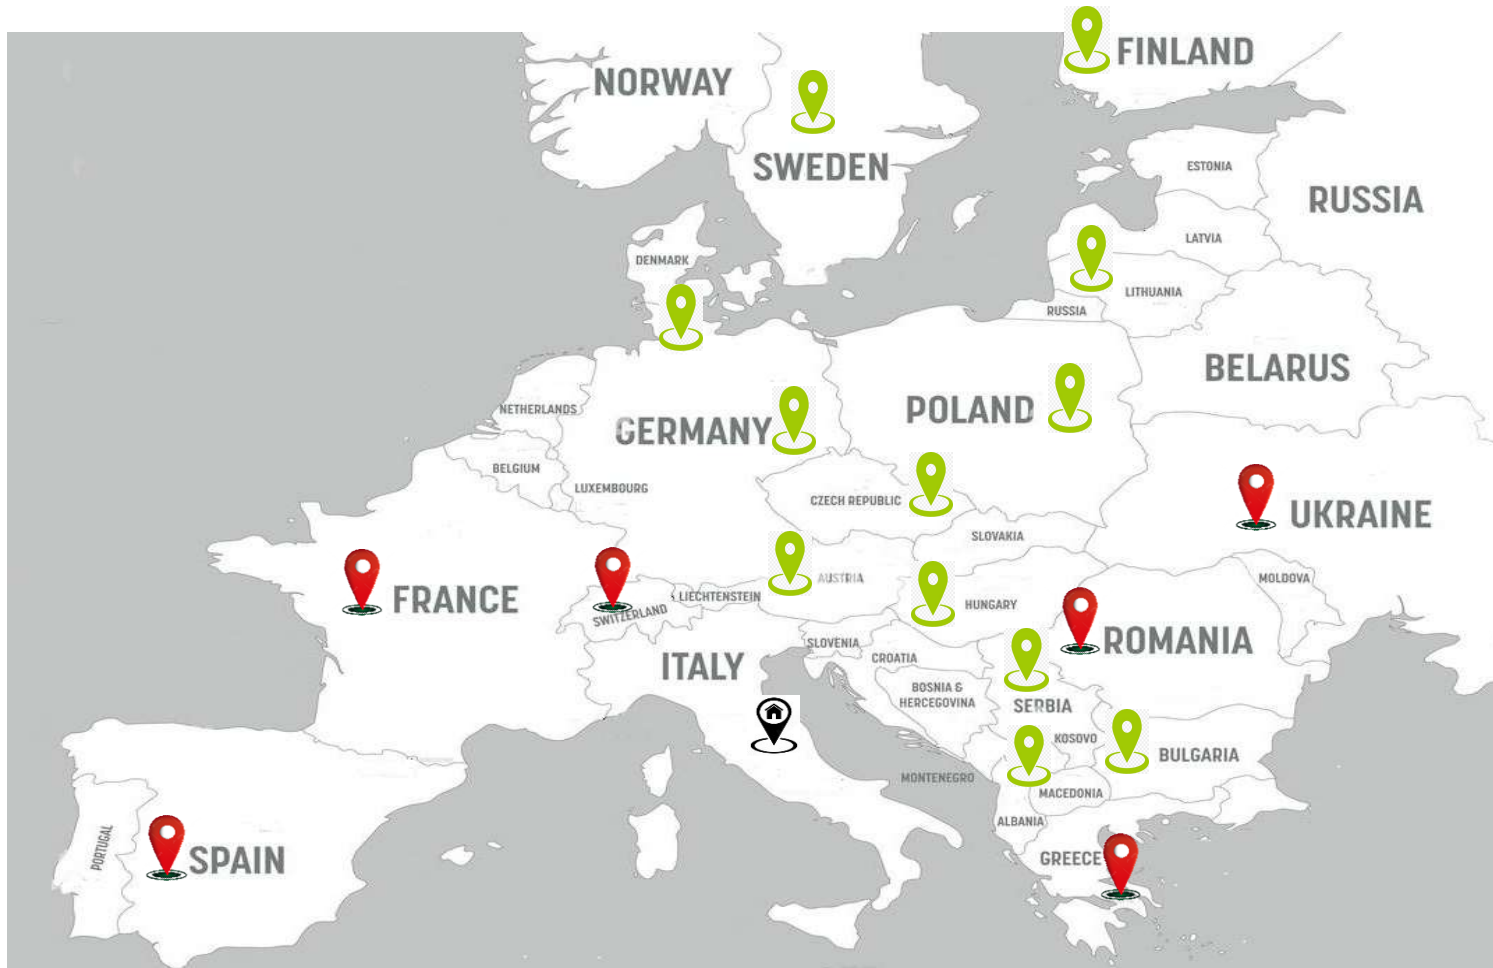 FINLAND
NORWAY
SWEDEN
ESTONIA
RUSSIA
LATVIA
DENMARK
LITHUANIA
RUSSIA
BELARUS
NETHERLANDS
POLAND
GERMANY
BELGIUM
LUXEMBOURG
CZECH REPUBLIC
UKRAINE
SLOVAKIA
AUSTRIA
MOLDOVA
FRANCE
LIECHTENSTEIN
HUNGARY
SWITZERLAND
ROMANIA
SLOVENIA
CROATIA
ITALY
BOSNIA &
HERCEGOVINA
SERBIA
KOSOVO
BULGARIA
MONTENEGRO
MACEDONIA
ALBANIA
PORTUGAL
SPAIN
GREECE